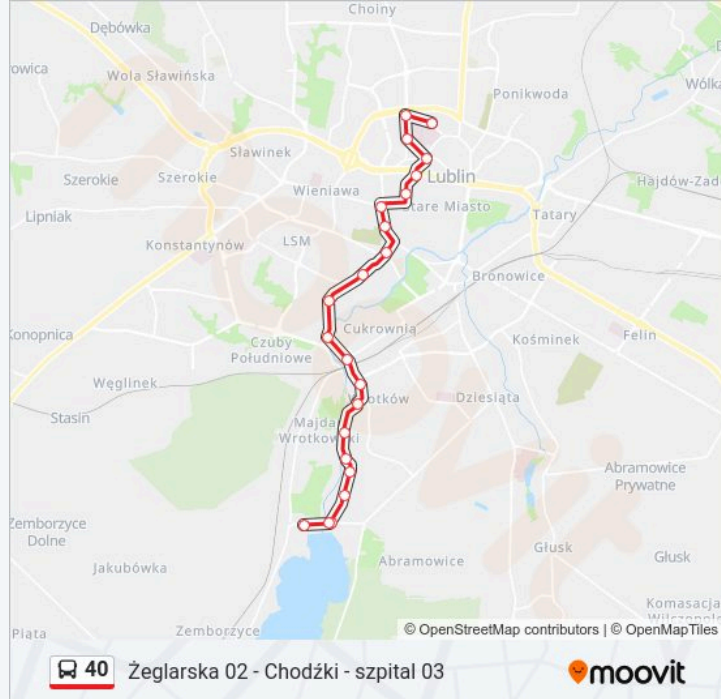 Choiny
Dębówka
rowica
Wola Sławińska
Ponikwoda
Wólka
Sławinek
Szerokie
Szerokie
Wieniawa
Lublin
Hajdów-Zad
Lipniak
Stare Miasto
Tatary
Konstantynów
LSM
Bronowice
Konopnica
Cukrownia
Czuby
Południowe
Kośminek
Felin
Węglinek
Wrotków
Dziesiąta
Stasin
Majda
Wrotkowski
Abramowice
Prywatne
Zemborzyce
Dolne
Głusk
Jakubówka
Abramowice
Głusk
Zemborzyce
Komasacja
Piąta
© OpenStreetMap contributors | © OpenMapTiles
40 Żeglarska 02 - Chodźki - szpital 03
moovit